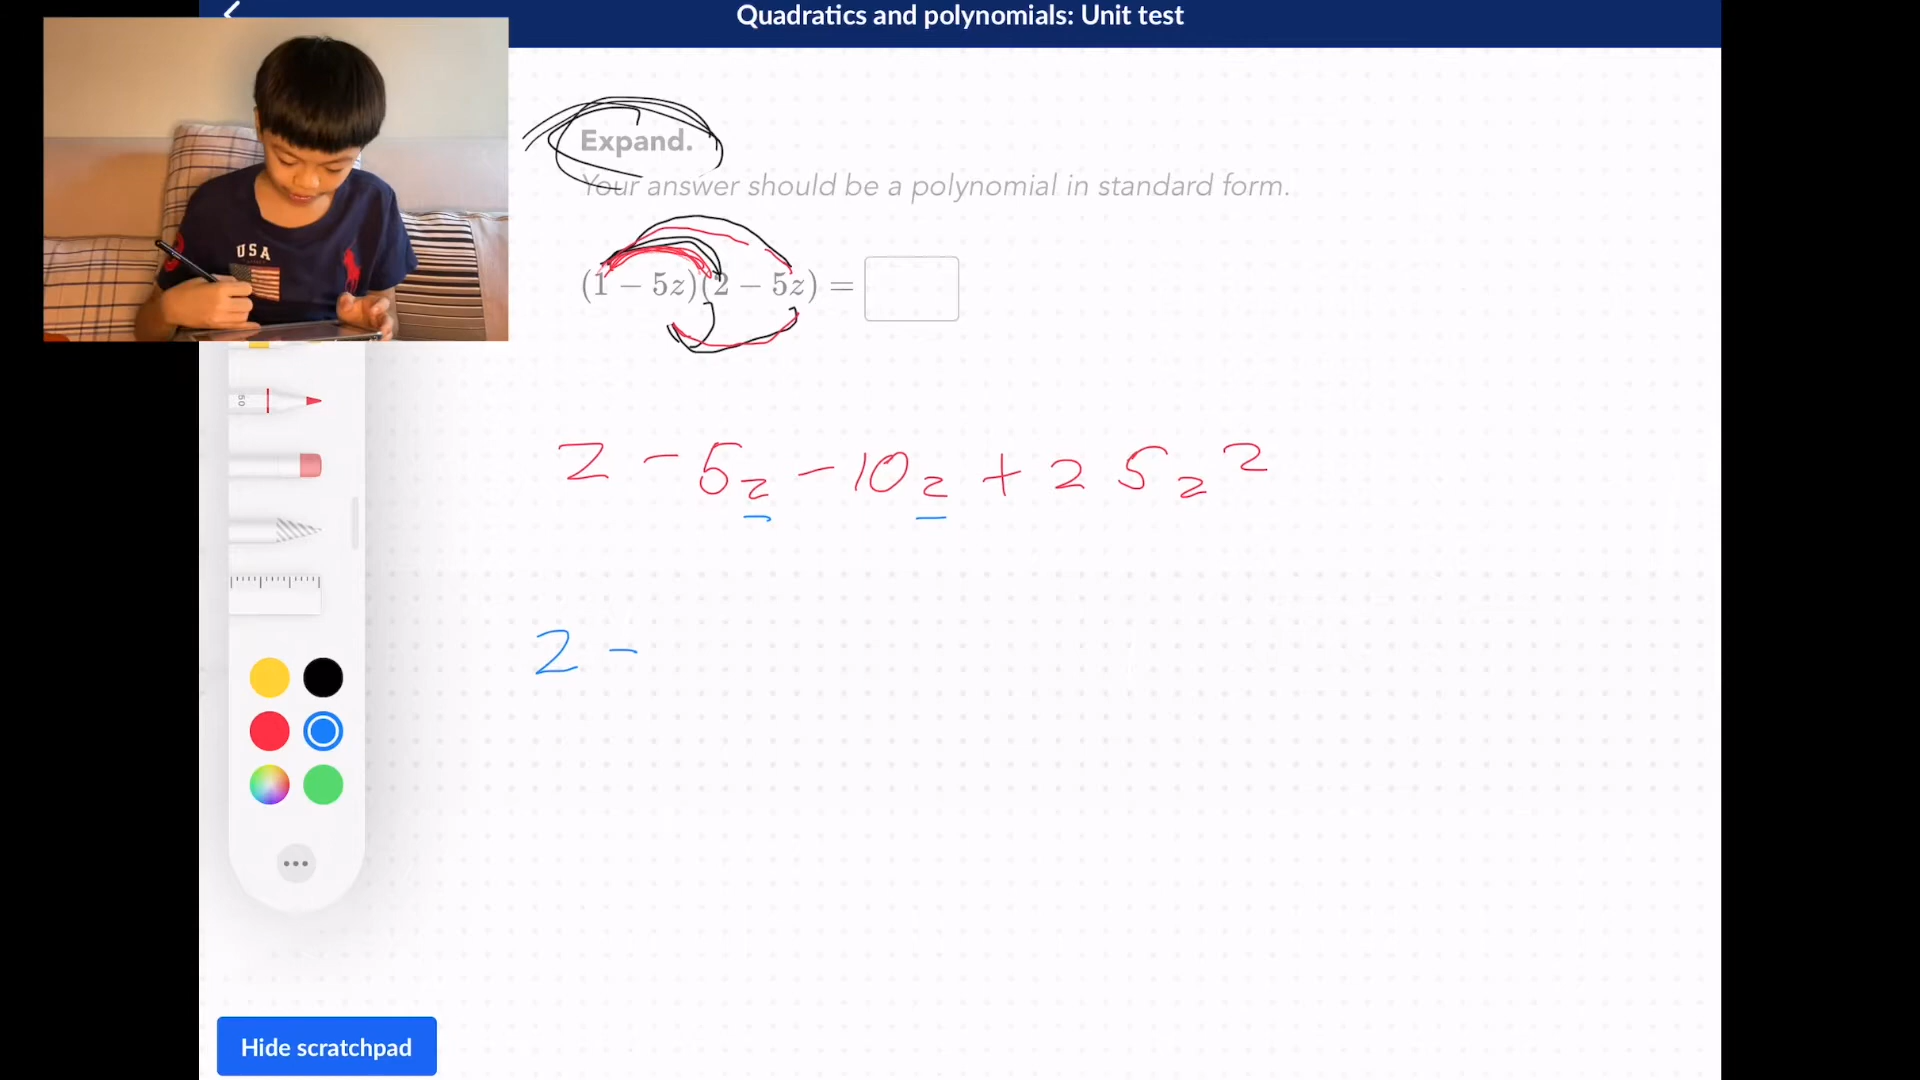 Quadratics and polynomials: Unit test
USA
Expand.
Your answer should be a polynomial in standard form.
(1 − 5z)(2 − 5z) =
50
2 - 5z - 10z + 25z²
2 -
Hide scratchpad